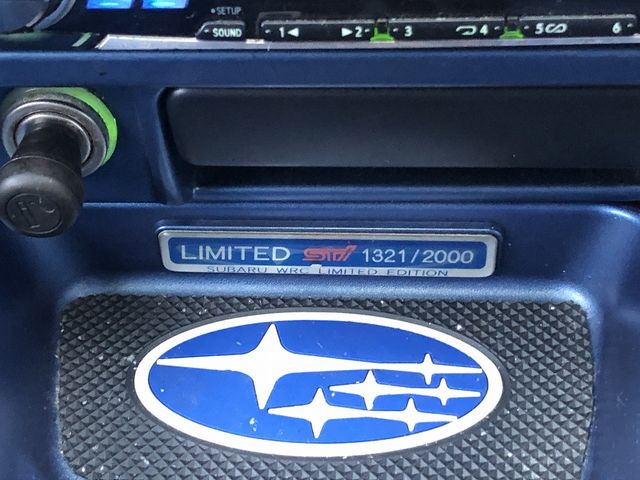 SETUP
SOUND 1 ◄ ► 2 3 4 5 6
LIMITED STi 1321/2000
SUBARU WRC LIMITED EDITION